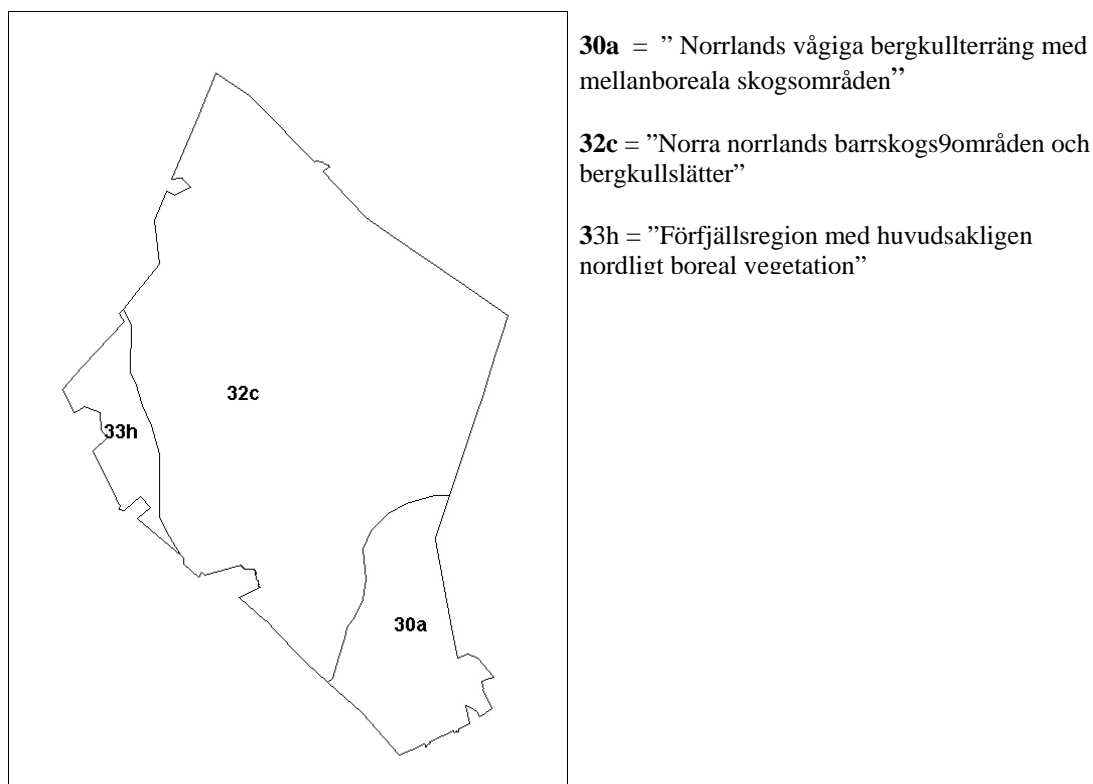 30a = ” Norrlands vågiga bergkullterräng med
mellanboreala skogsområden”
32c = ”Norra norrlands barrskogs9områden och
bergkullslätter”
33h = ”Förfjällsregion med huvudsakligen
nordligt boreal vegetation”
32c
33h
30a